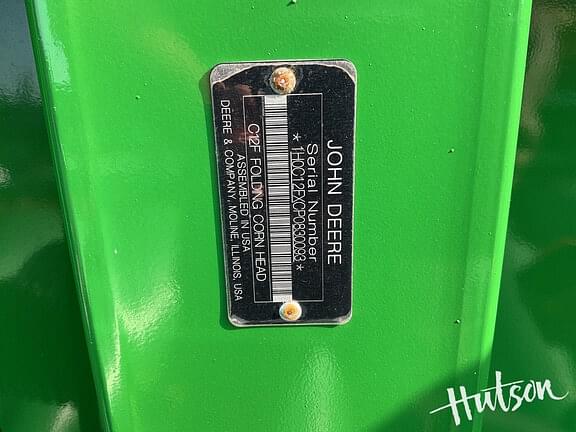 JOHN DEERE
Serial Number
* 1H0C12FXCP0830093 *
C12F FOLDING CORN HEAD
ASSEMBLED IN USA
DEERE & COMPANY, MOLINE, ILLINOIS, USA
Hutson